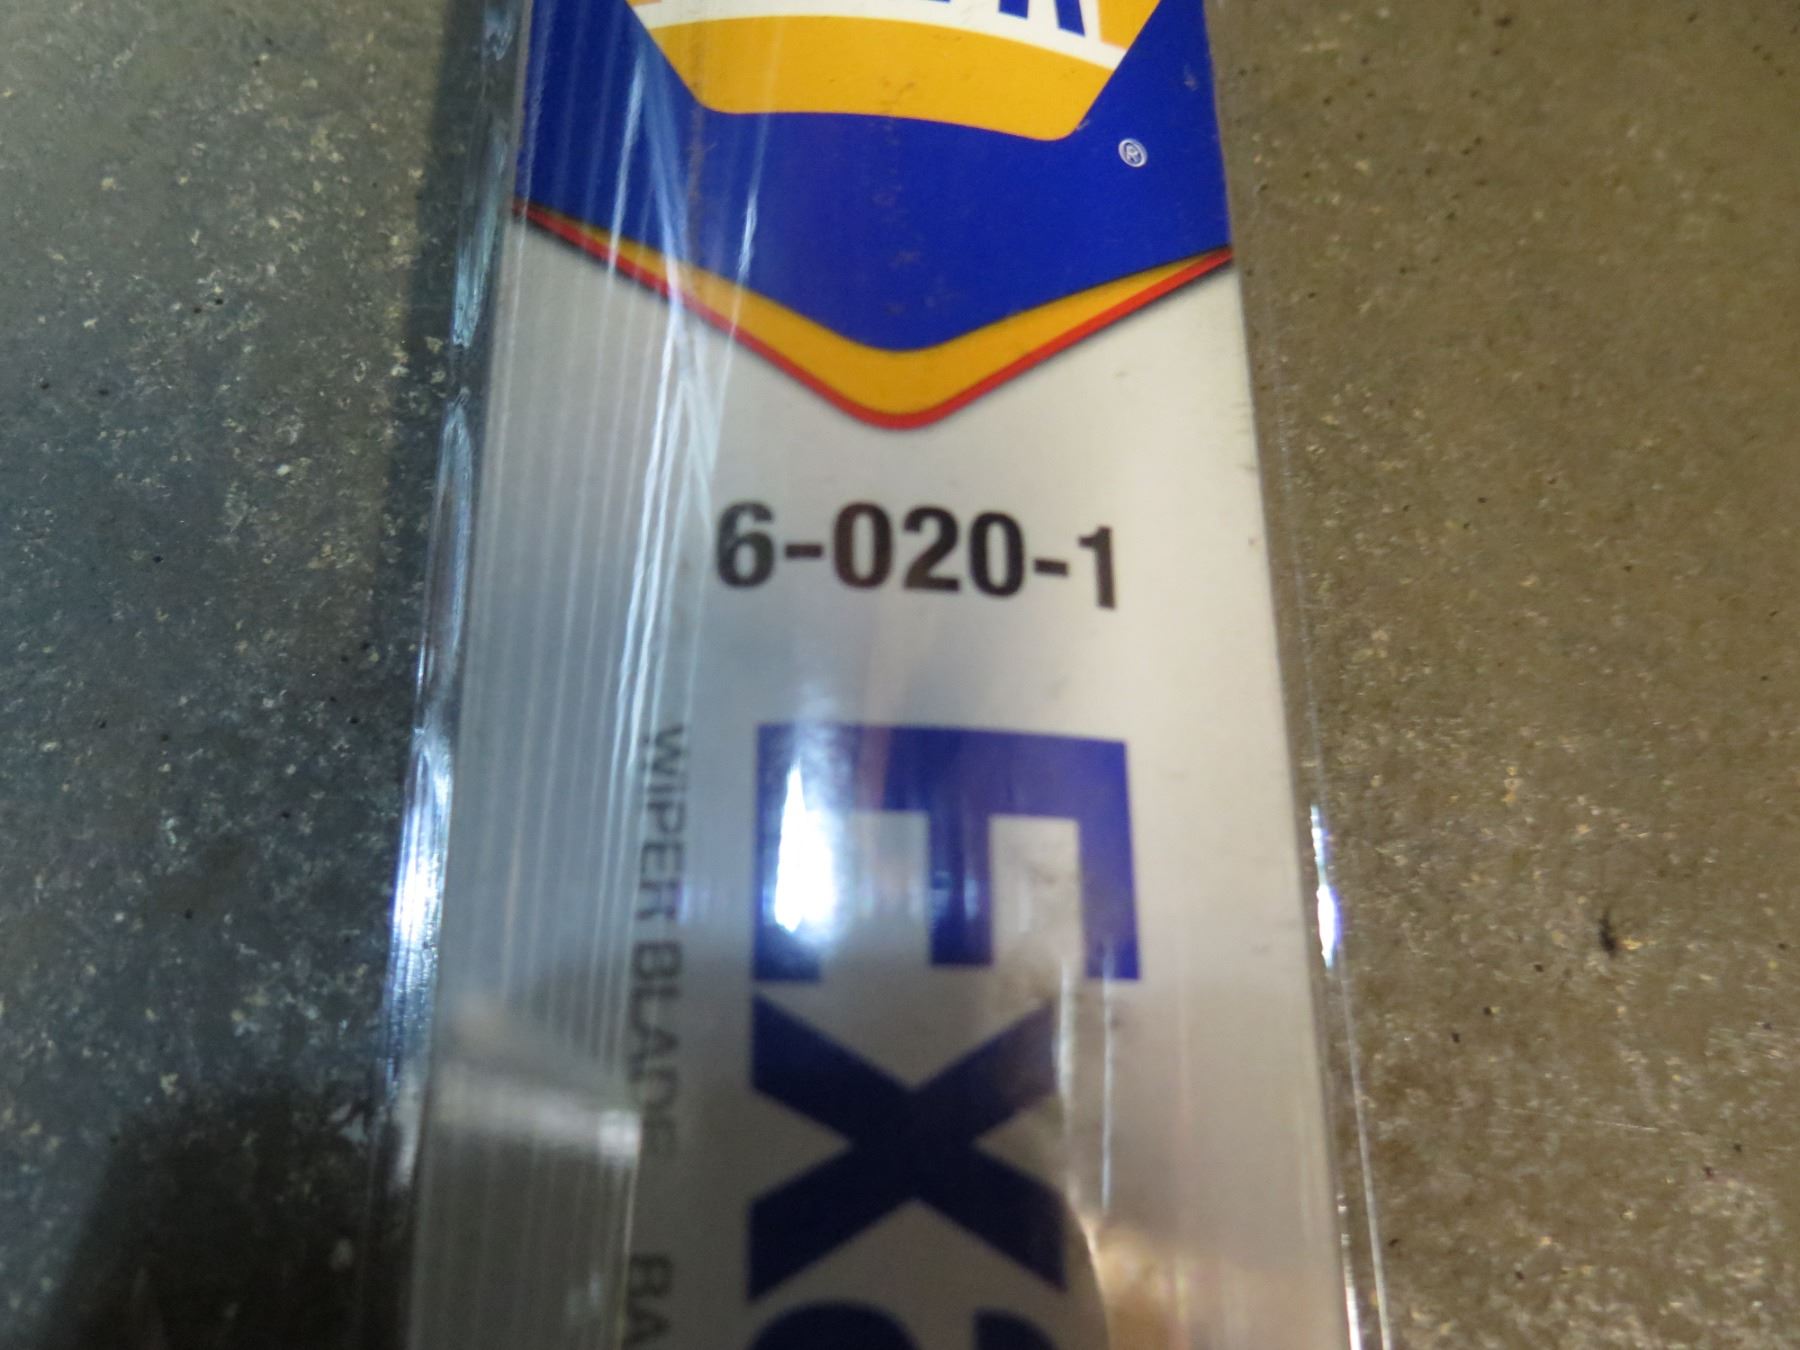 ®
6-020-1
EX
WIPER BLADE